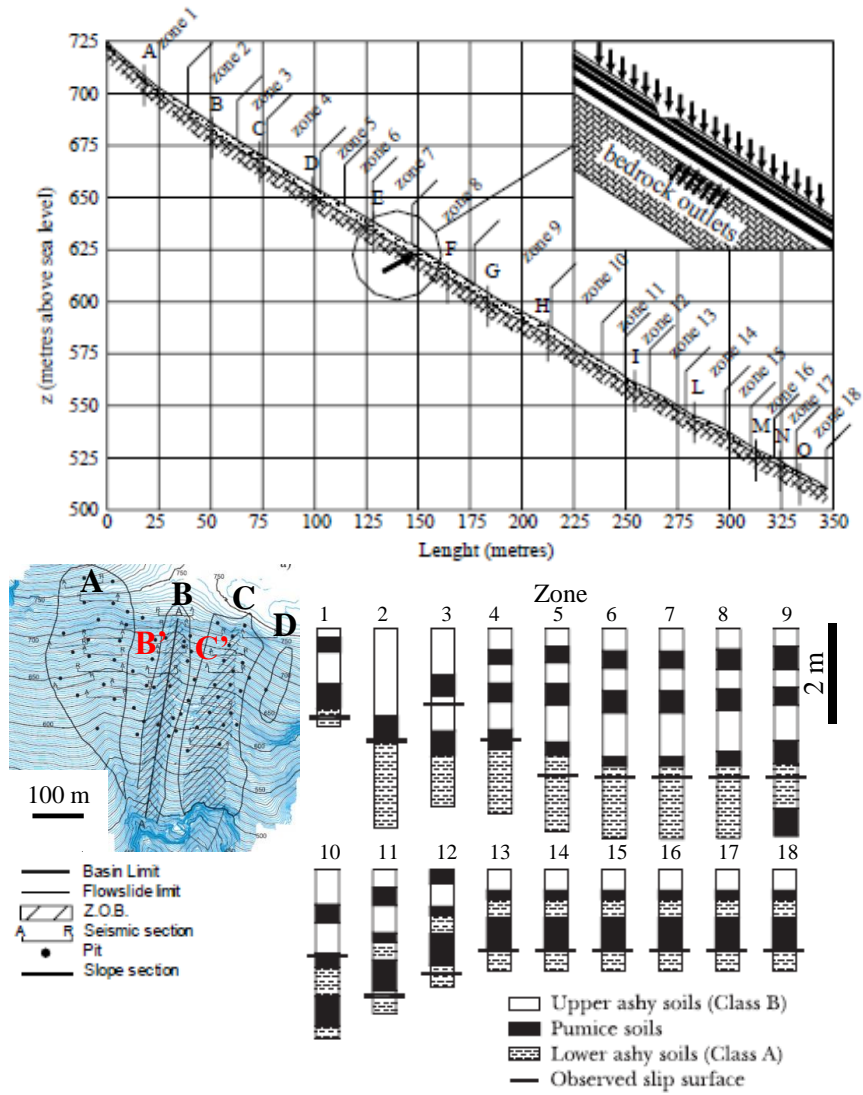 725
700
675
650
625
600
575
550
525
500
z (metres above sea level)
A zone 1
zone 2
B zone 3
C zone 4
D zone 5
zone 6
E zone 7
zone 8
F
G zone 9
H zone 10
zone 11
I zone 12
zone 13
L zone 14
zone 15
M zone 16
N zone 17
O zone 18
bedrock outlets
0 25 50 75 100 125 150 175 200 225 250 275 300 325 350
Lenght (metres)
A
B
C
D
B'
C'
100 m
Basin Limit
Flowslide limit
Z.O.B.
A R Seismic section
Pit
Slope section
Zone
1 2 3 4 5 6 7 8 9
2 m
10 11 12 13 14 15 16 17 18
Upper ashy soils (Class B)
Pumice soils
Lower ashy soils (Class A)
Observed slip surface